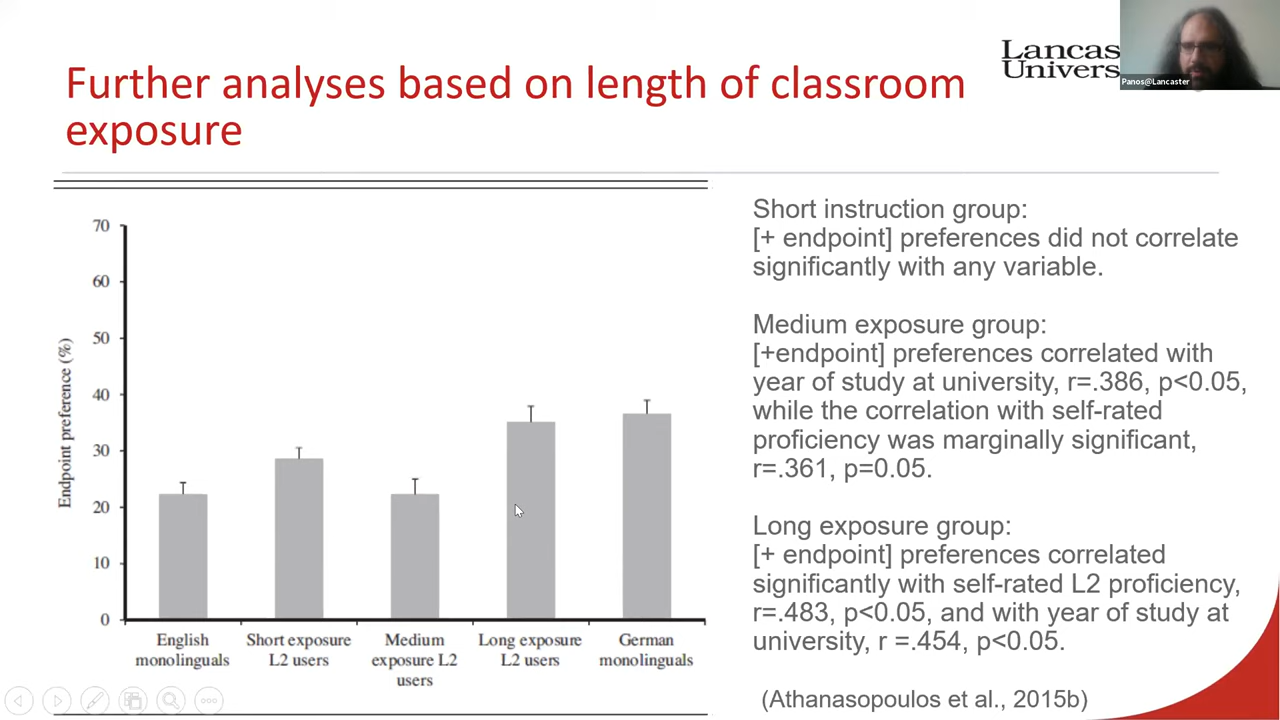 Further analyses based on length of classroom
exposure
Lancas
Univers
Panos@Lancaster
70
60
50
40
30
20
10
0
Endpoint preference (%)
English
monolinguals
Short exposure
L2 users
Medium
exposure L2
users
Long exposure
L2 users
German
monolinguals
Short instruction group:
[+ endpoint] preferences did not correlate
significantly with any variable.
Medium exposure group:
[+endpoint] preferences correlated with
year of study at university, r=.386, p<0.05,
while the correlation with self-rated
proficiency was marginally significant,
r=.361, p=0.05.
Long exposure group:
[+ endpoint] preferences correlated
significantly with self-rated L2 proficiency,
r=.483, p<0.05, and with year of study at
university, r =.454, p<0.05.
(Athanasopoulos et al., 2015b)